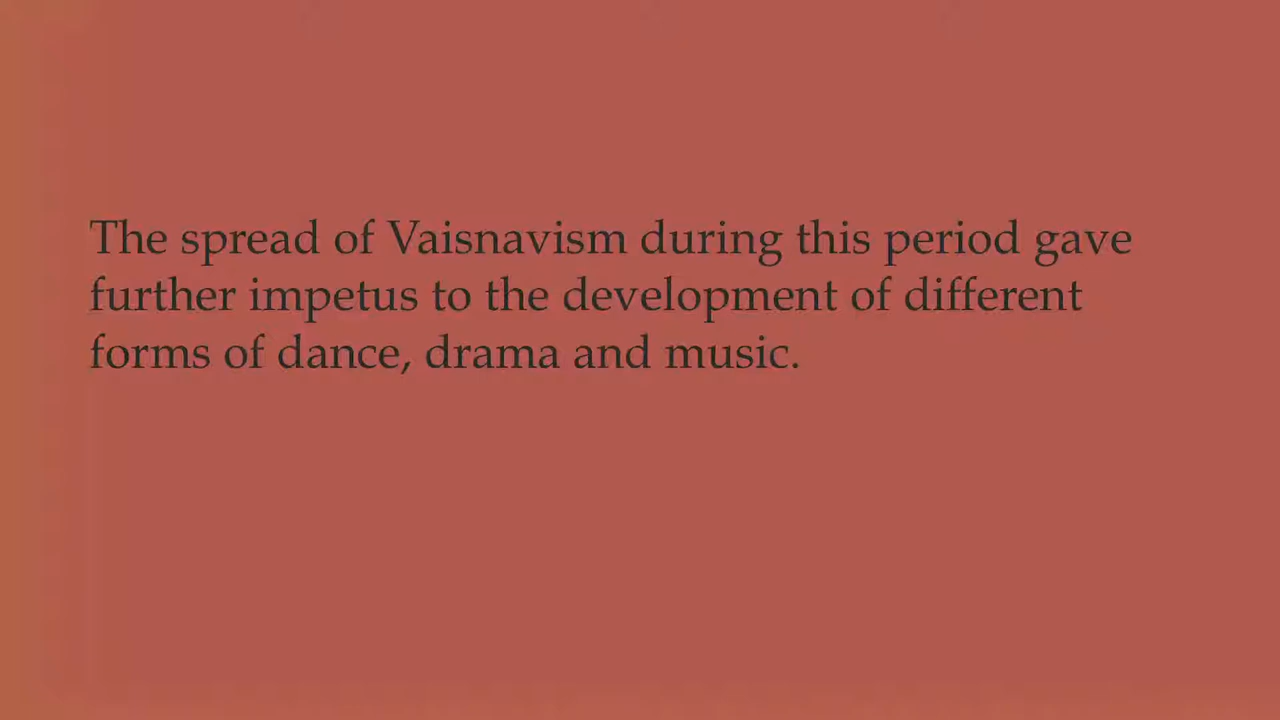 The spread of Vaisnavism during this period gave
further impetus to the development of different
forms of dance, drama and music.